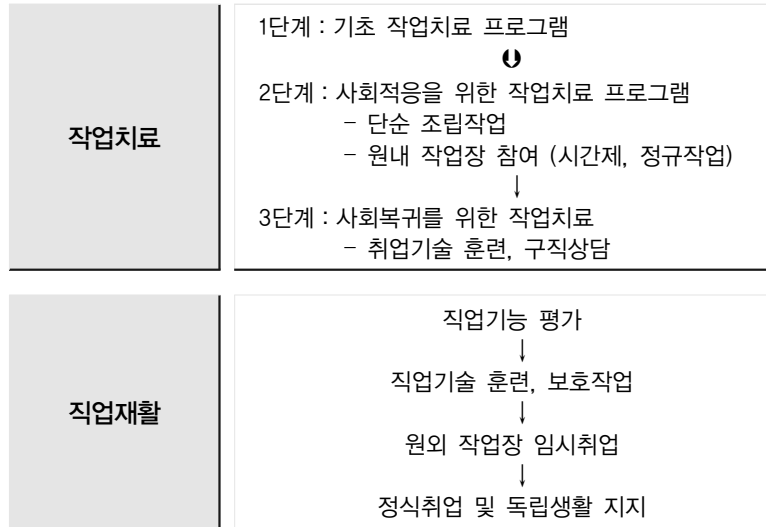 작업치료
1단계 : 기초 작업치료 프로그램
⬇
2단계 : 사회적응을 위한 작업치료 프로그램
- 단순 조립작업
- 원내 작업장 참여 (시간제, 정규작업)
↓
3단계 : 사회복귀를 위한 작업치료
- 취업기술 훈련, 구직상담
직업재활
직업기능 평가
↓
직업기술 훈련, 보호작업
↓
원외 작업장 임시취업
↓
정식취업 및 독립생활 지지